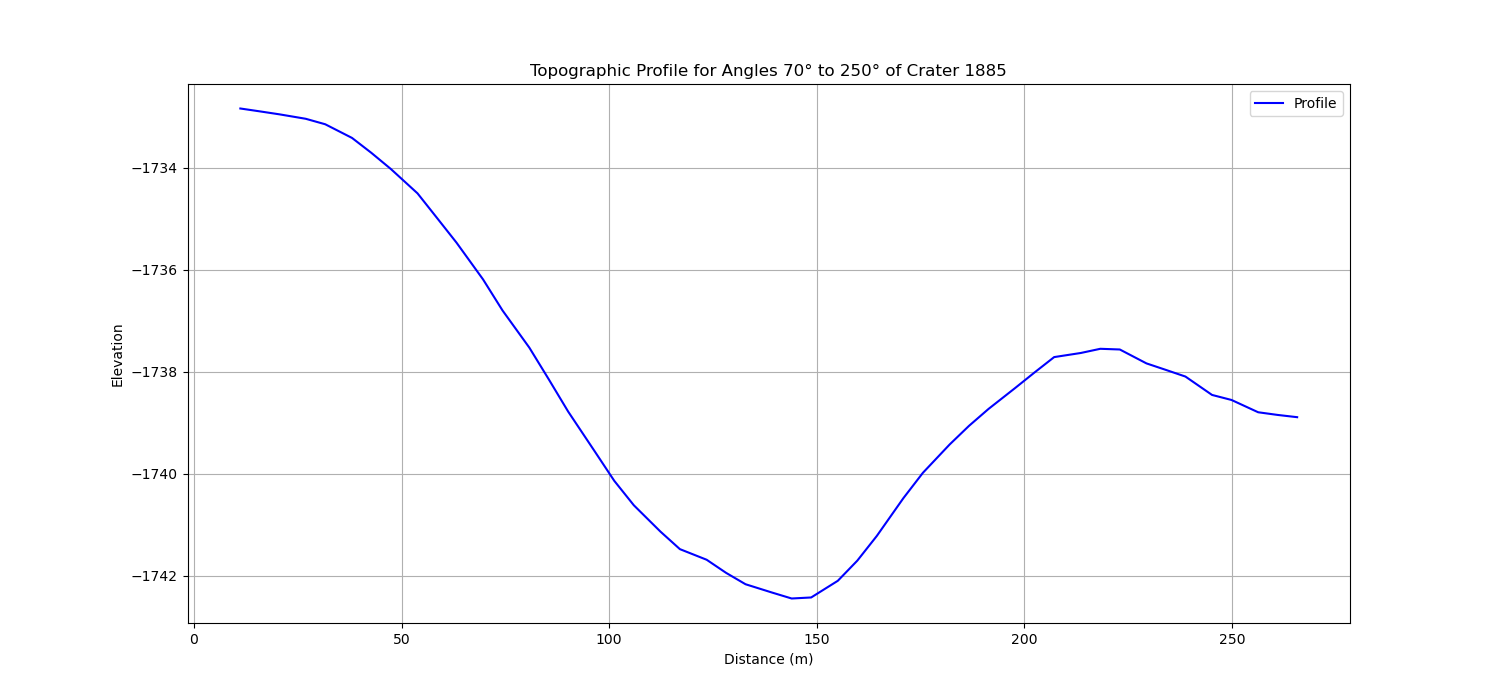 Topographic Profile for Angles 70° to 250° of Crater 1885
Profile
−1734
−1736
−1738
−1740
−1742
Elevation
0 50 100 150 200 250
Distance (m)